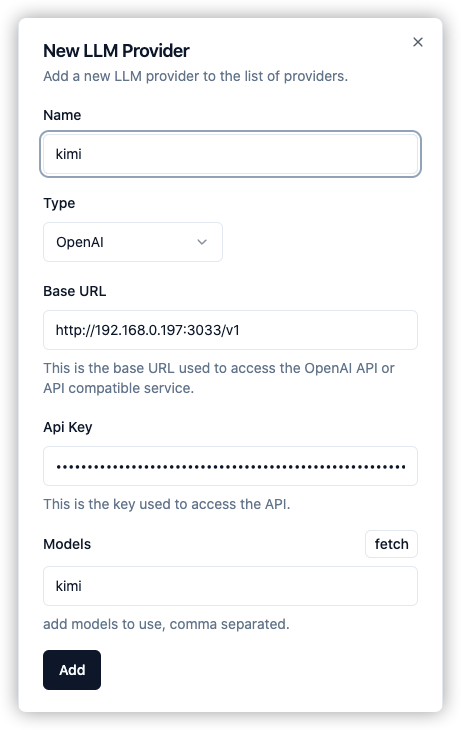 New LLM Provider
Add a new LLM provider to the list of providers.
Name
kimi
Type
OpenAI
Base URL
http://192.168.0.197:3033/v1
This is the base URL used to access the OpenAI API or
API compatible service.
Api Key
••••••••••••••••••••••••••••••••••••••••••••••••••••••••
This is the key used to access the API.
Models
fetch
kimi
add models to use, comma separated.
Add